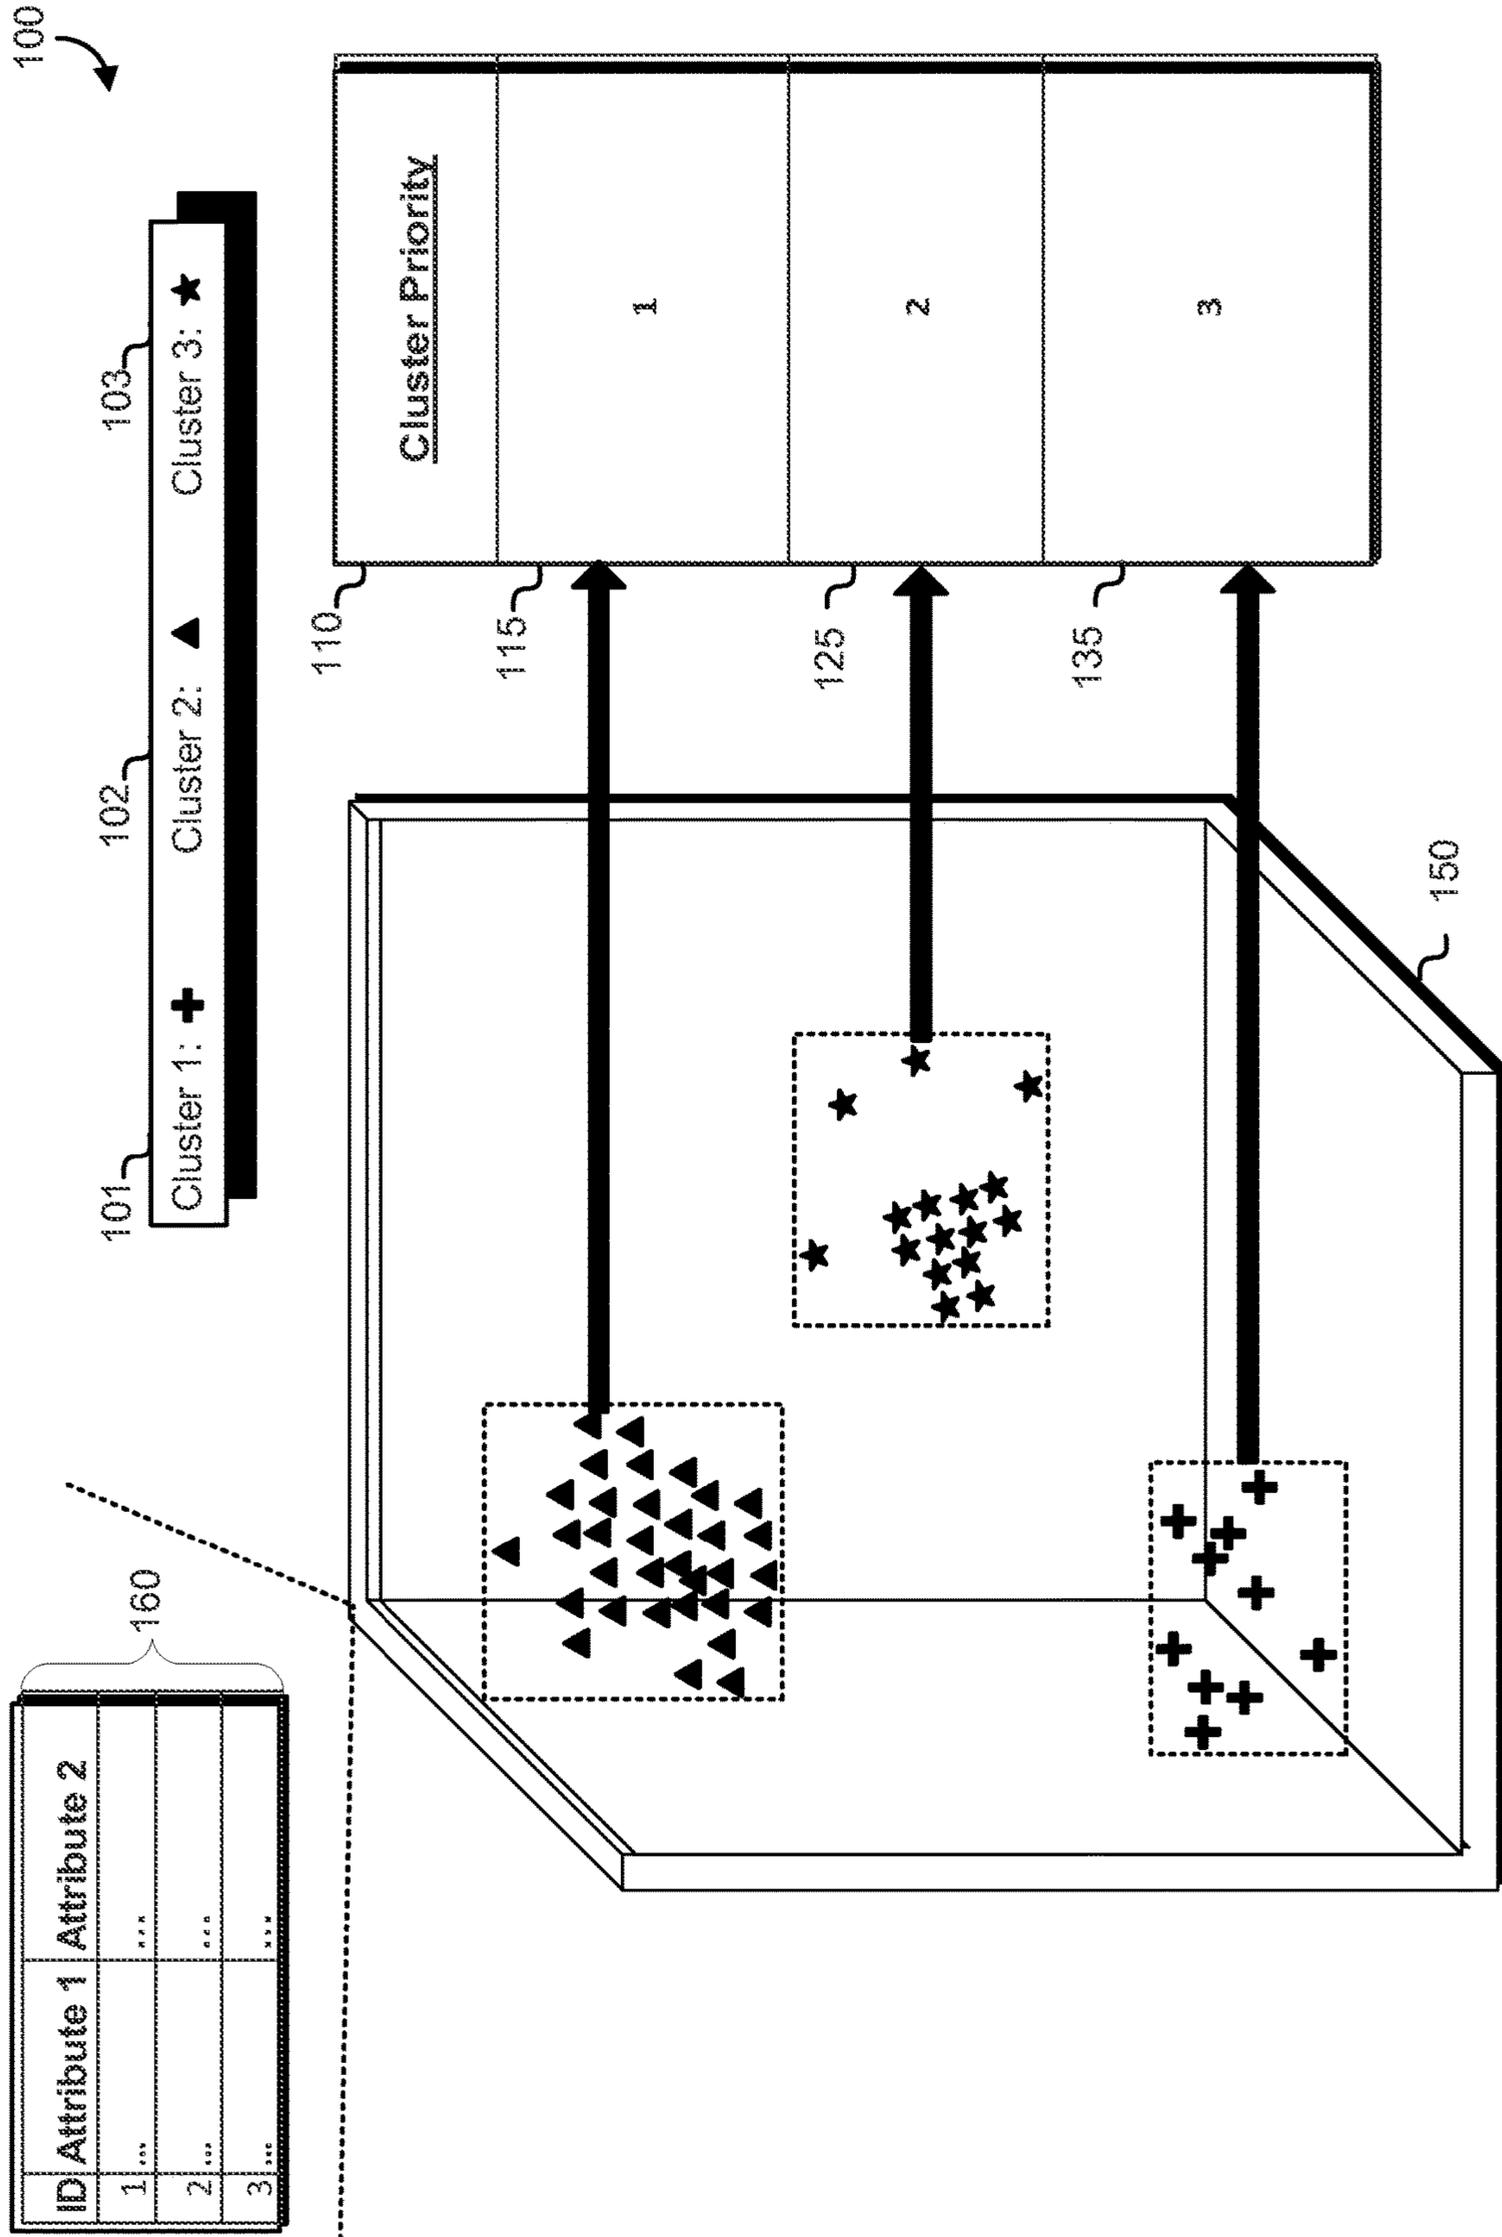 100
101
102
103
Cluster 1:
Cluster 2:
Cluster 3:
ID Attribute 1 Attribute 2
1 ... ...
2 ... ...
3 ... ...
160
110
Cluster Priority
115
1
125
2
135
3
150